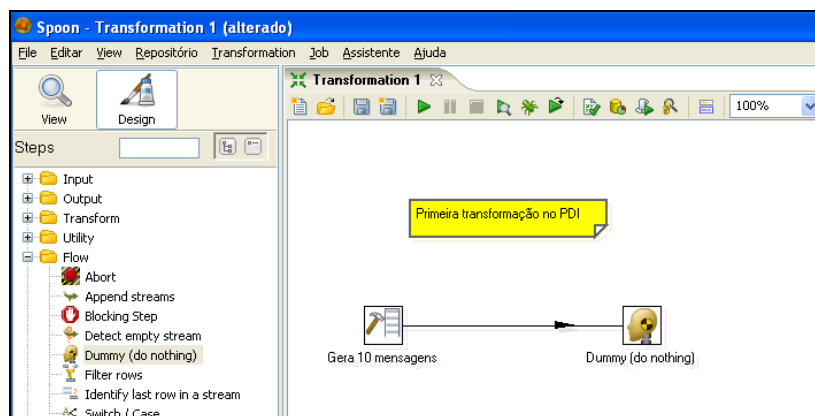 Spoon - Transformation 1 (alterado)
File Editar View Repositório Transformation Job Assistente Ajuda
View Design
Steps
Input
Output
Transform
Utility
Flow
Abort
Append streams
Blocking Step
Detect empty stream
Dummy (do nothing)
Filter rows
Identify last row in a stream
Switch / Case
Transformation 1
100%
Primeira transformação no PDI
Gera 10 mensagens Dummy (do nothing)